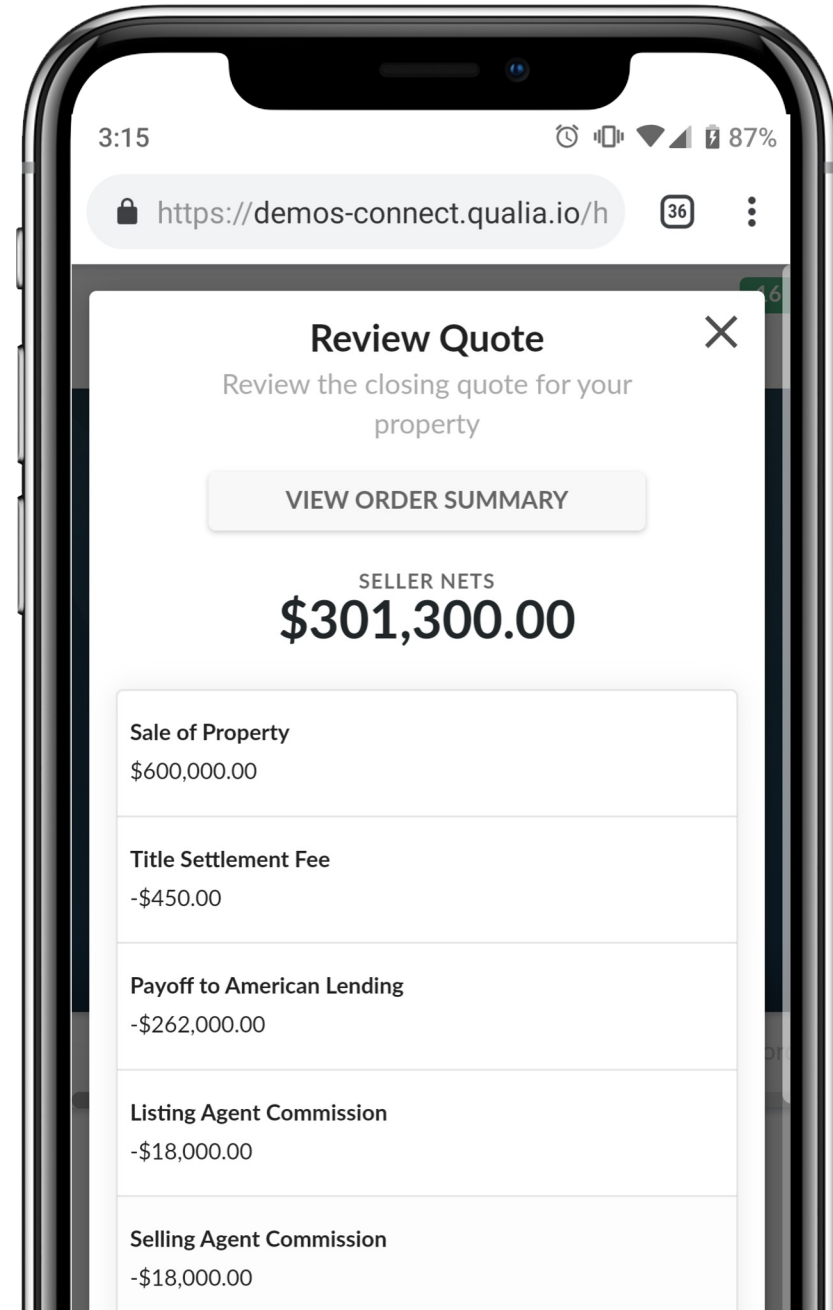 3:15
87%
https://demos-connect.qualia.io/h
36
16
Review Quote
Review the closing quote for your
property
VIEW ORDER SUMMARY
SELLER NETS
$301,300.00
Sale of Property
$600,000.00
Title Settlement Fee
-$450.00
Payoff to American Lending
-$262,000.00
Listing Agent Commission
-$18,000.00
Selling Agent Commission
-$18,000.00